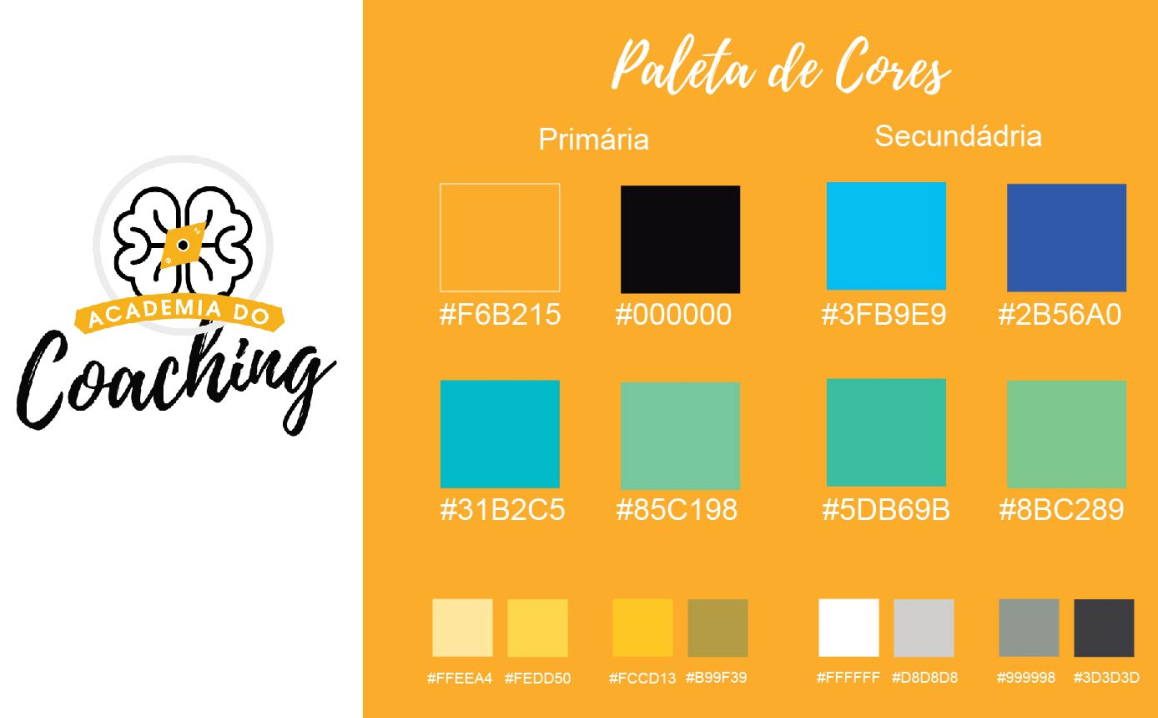 ACADEMIA DO
Coaching
Paleta de Cores
Primária
Secundádria
#F6B215 #000000 #3FB9E9 #2B56A0
#31B2C5 #85C198 #5DB69B #8BC289
#FFEEA4 #FEDD50 #FCCD13 #B99F39 #FFFFFF #D8D8D8 #999998 #3D3D3D